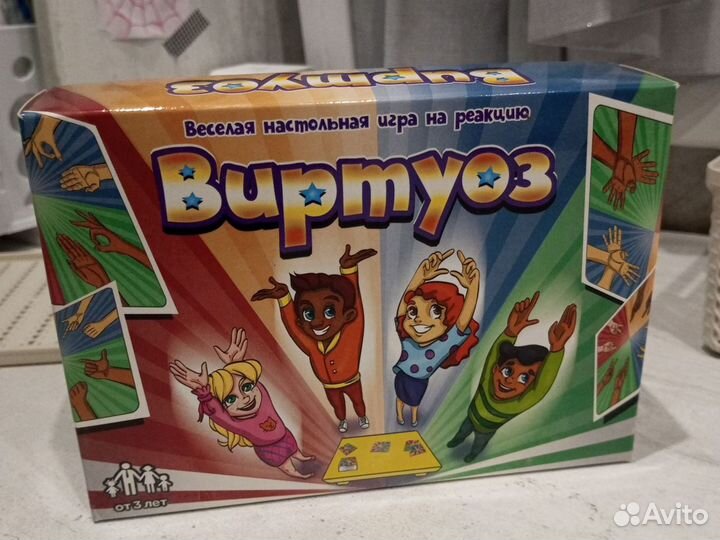 Виртуоз
Веселая настольная игра на реакцию
Виртуоз
от 3 лет
Avito